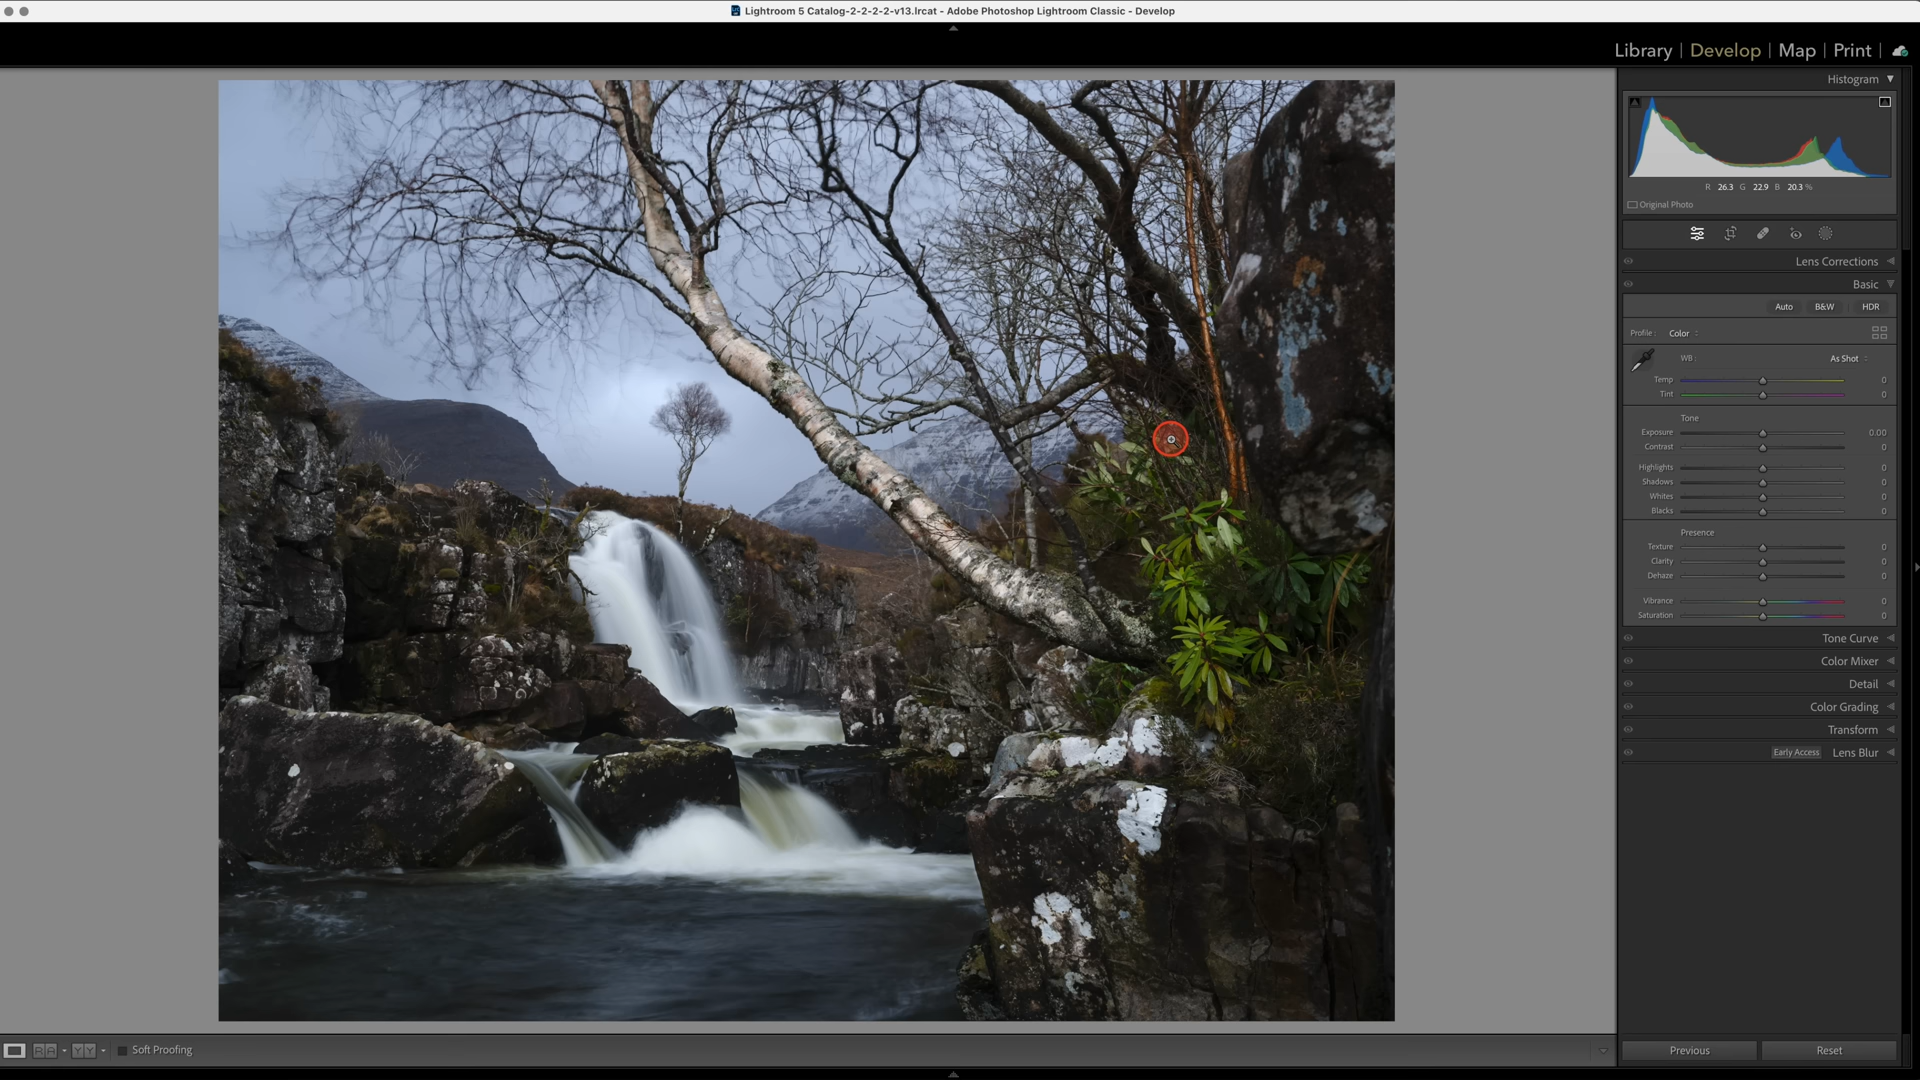 Lightroom 5 Catalog-2-2-2-2-v13.lrcat - Adobe Photoshop Lightroom Classic - Develop
Library | Develop | Map | Print |
Histogram
R 26.3 G 22.9 B 20.3 %
Original Photo
Lens Corrections
Basic
Auto B&W HDR
Profile : Color
WB : As Shot
Temp 0
Tint 0
Tone
Exposure 0.00
Contrast 0
Highlights 0
Shadows 0
Whites 0
Blacks 0
Presence
Texture 0
Clarity 0
Dehaze 0
Vibrance 0
Saturation 0
Tone Curve
Color Mixer
Detail
Color Grading
Transform
Early Access Lens Blur
RA YY Soft Proofing
Previous Reset